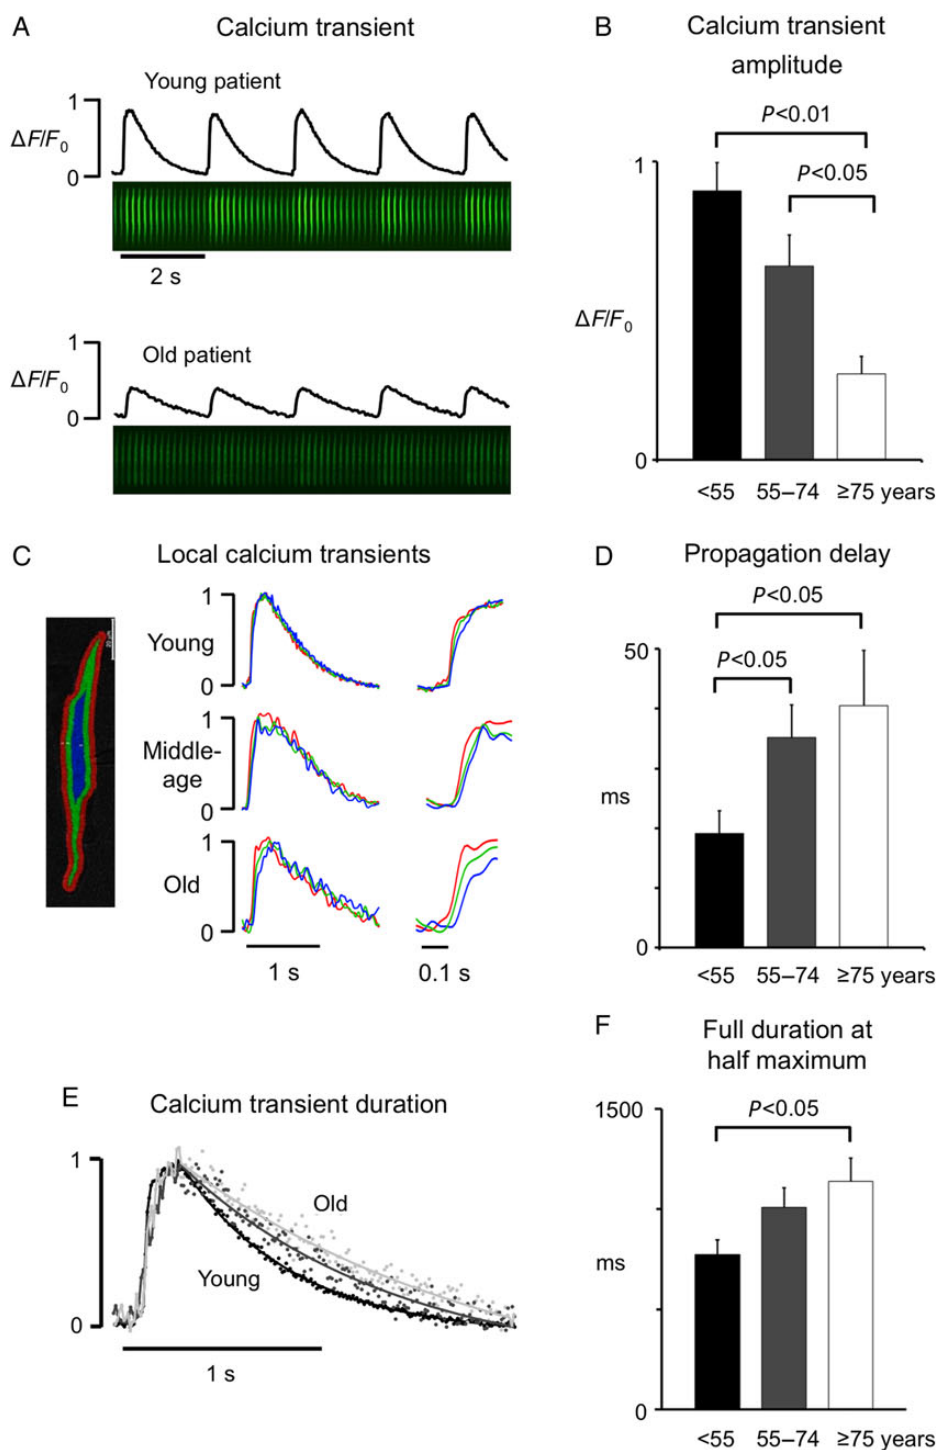 A
Calcium transient
Young patient
1
ΔF/F0
0
2 s
Old patient
1
ΔF/F0
0
B
Calcium transient
amplitude
P<0.01
P<0.05
1
ΔF/F0
0
<55 55–74 ≥75 years
C
Local calcium transients
1
Young
0
1
Middle-
age
0
1
Old
0
1 s
0.1 s
D
Propagation delay
P<0.05
P<0.05
50
ms
0
<55 55–74 ≥75 years
E
Calcium transient duration
1
Old
Young
0
1 s
F
Full duration at
half maximum
P<0.05
1500
ms
0
<55 55–74 ≥75 years